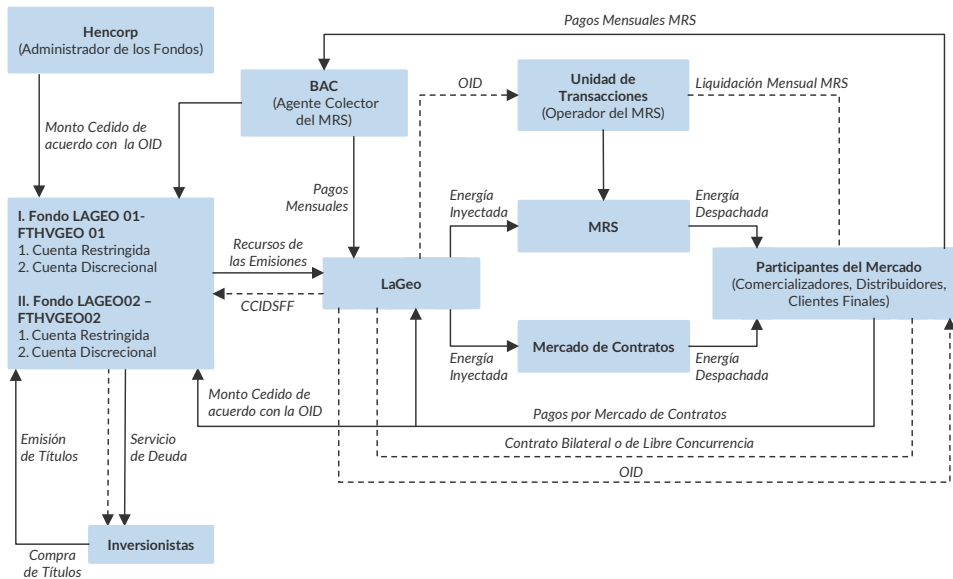 Pagos Mensuales MRS
Hencorp
(Administrador de los Fondos)
BAC
(Agente Colector
del MRS)
OID
Unidad de
Transacciones
(Operador del MRS)
Liquidación Mensual MRS
Monto Cedido de
acuerdo con la OID
Pagos
Mensuales
Energía
Inyectada
MRS
Energía
Despachada
I. Fondo LAGEO 01-
FTHVGEO 01
1. Cuenta Restringida
2. Cuenta Discrecional
II. Fondo LAGEO02 –
FTHVGEO02
1. Cuenta Restringida
2. Cuenta Discrecional
Recursos de
las Emisiones
CCIDSFF
LaGeo
Participantes del Mercado
(Comercializadores, Distribuidores,
Clientes Finales)
Energía
Inyectada
Mercado de Contratos
Energía
Despachada
Monto Cedido de
acuerdo con la OID
Pagos por Mercado de Contratos
Contrato Bilateral o de Libre Concurrencia
OID
Emisión
de Títulos
Servicio
de Deuda
Inversionistas
Compra
de Títulos